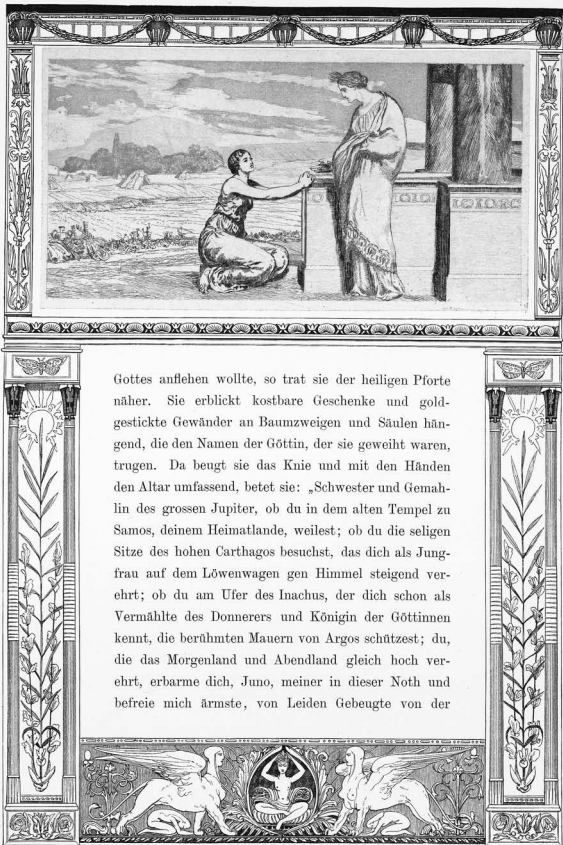 Gottes anflehen wollte, so trat sie der heiligen Pforte
näher. Sie erblickt kostbare Geschenke und gold-
gestickte Gewänder an Baumzweigen und Säulen hän-
gend, die den Namen der Göttin, der sie geweiht waren,
trugen. Da beugt sie das Knie und mit den Händen
den Altar umfassend, betet sie: „Schwester und Gemah-
lin des grossen Jupiter, ob du in dem alten Tempel zu
Samos, deinem Heimatlande, weilest; ob du die seligen
Sitze des hohen Carthagos besuchst, das dich als Jung-
frau auf dem Löwenwagen gen Himmel steigend ver-
ehrt; ob du am Ufer des Inachus, der dich schon als
Vermählte des Donnerers und Königin der Göttinnen
kennt, die berühmten Mauern von Argos schützest; du,
die das Morgenland und Abendland gleich hoch ver-
ehrt, erbarme dich, Juno, meiner in dieser Noth und
befreie mich ärmste, von Leiden Gebeugte von der